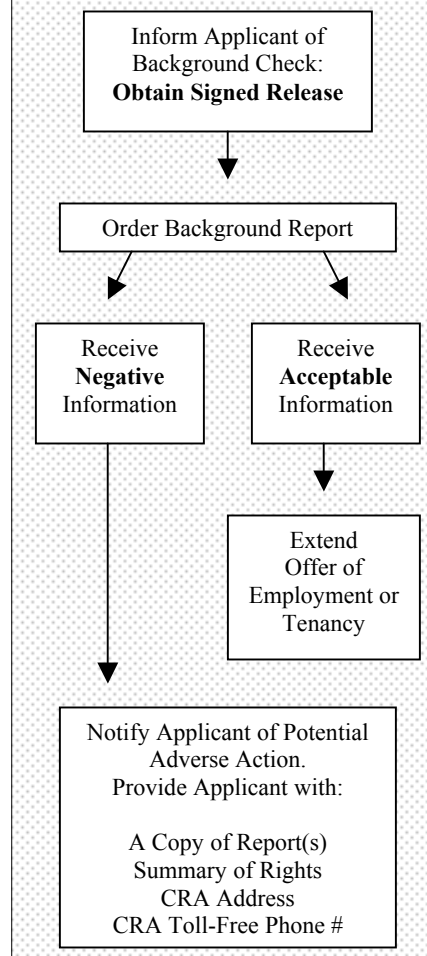 Inform Applicant of
Background Check:
Obtain Signed Release
Order Background Report
Receive
Negative
Information
Receive
Acceptable
Information
Extend
Offer of
Employment or
Tenancy
Notify Applicant of Potential
Adverse Action.
Provide Applicant with:
A Copy of Report(s)
Summary of Rights
CRA Address
CRA Toll-Free Phone #